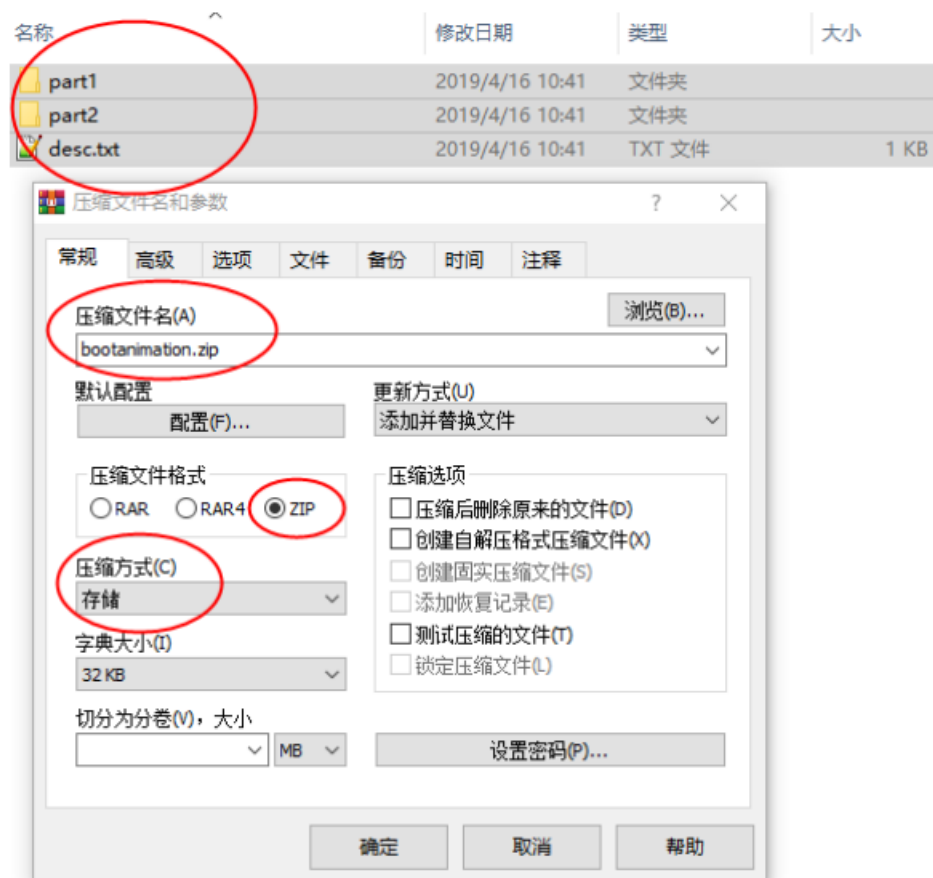 名称 修改日期 类型 大小
part1 2019/4/16 10:41 文件夹
part2 2019/4/16 10:41 文件夹
desc.txt 2019/4/16 10:41 TXT 文件 1 KB
压缩文件名和参数 ?
常规 高级 选项 文件 备份 时间 注释
压缩文件名(A) 浏览(B)...
bootanimation.zip
默认配置 更新方式(U)
配置(F)... 添加并替换文件
压缩文件格式 压缩选项
RAR RAR4 ZIP 压缩后删除原来的文件(D)
创建自解压格式压缩文件(X)
压缩方式(C) 创建固实压缩文件(S)
存储 添加恢复记录(E)
字典大小(I) 测试压缩的文件(T)
32 KB 锁定压缩文件(L)
切分为分卷(V)，大小
MB 设置密码(P)...
确定 取消 帮助